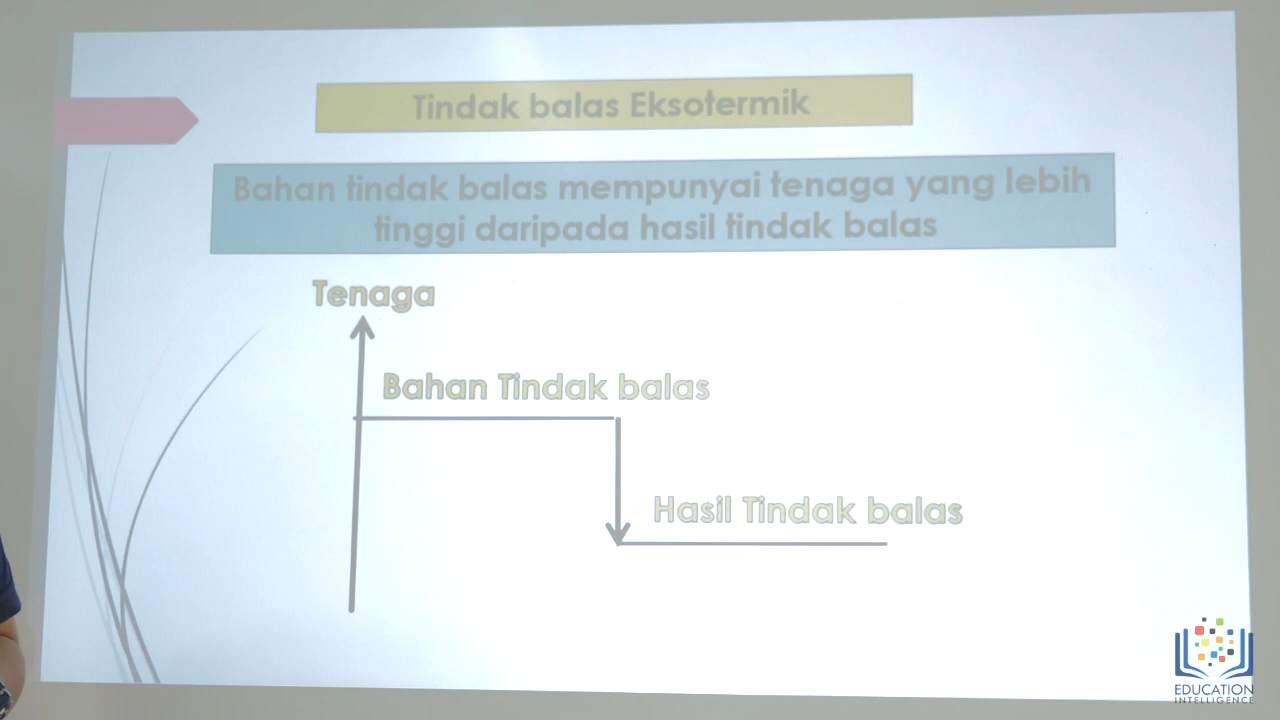 Tindak balas Eksotermik
Bahan tindak balas mempunyai tenaga yang lebih
tinggi daripada hasil tindak balas
Tenaga
Bahan Tindak balas
Hasil Tindak balas
EDUCATION
INTELLIGENCE